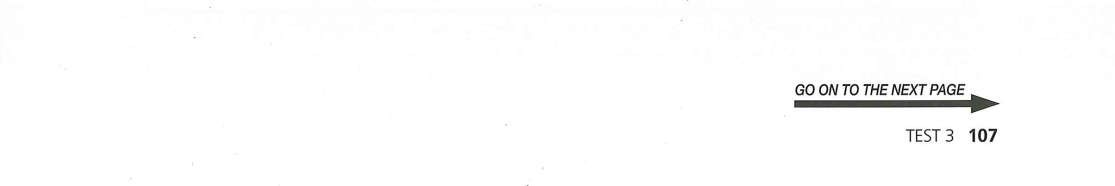 GO ON TO THE NEXT PAGE
TEST 3 107